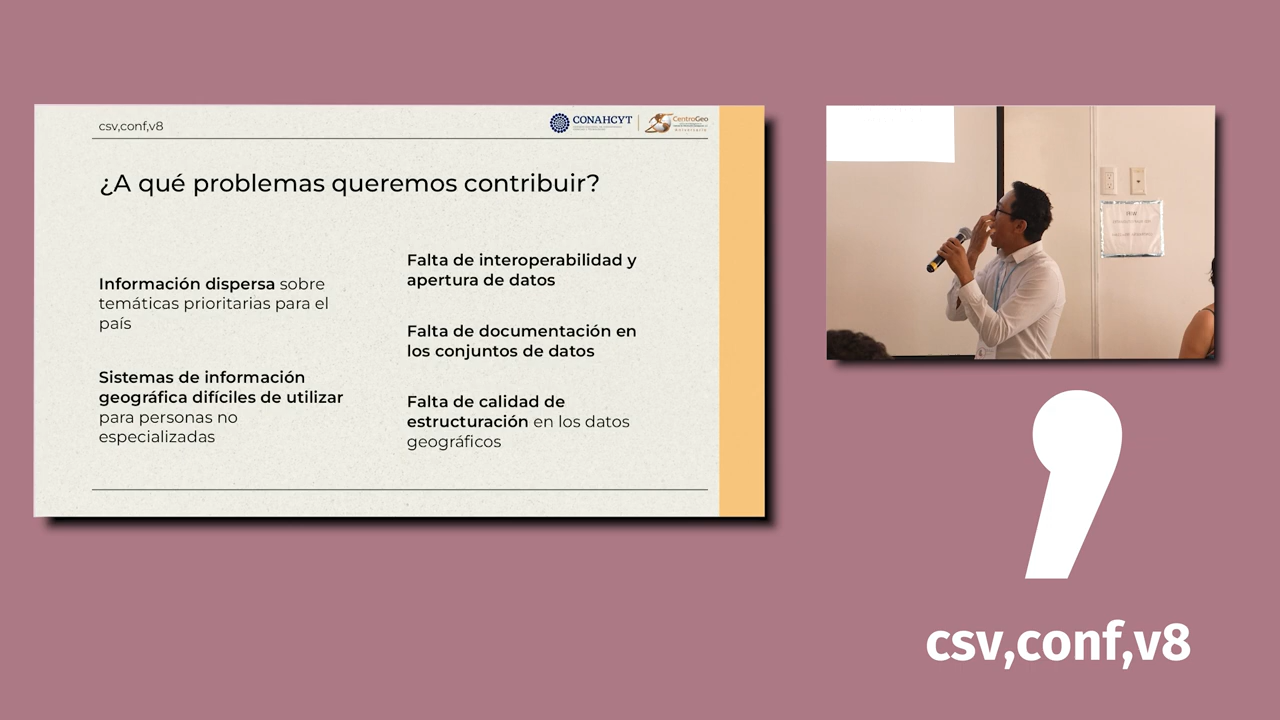 csv,conf,v8
CONAHCYT
CentroGeo
¿A qué problemas queremos contribuir?
Información dispersa sobre
temáticas prioritarias para el
país
Sistemas de información
geográfica difíciles de utilizar
para personas no
especializadas
Falta de interoperabilidad y
apertura de datos
Falta de documentación en
los conjuntos de datos
Falta de calidad de
estructuración en los datos
geográficos
csv,conf,v8